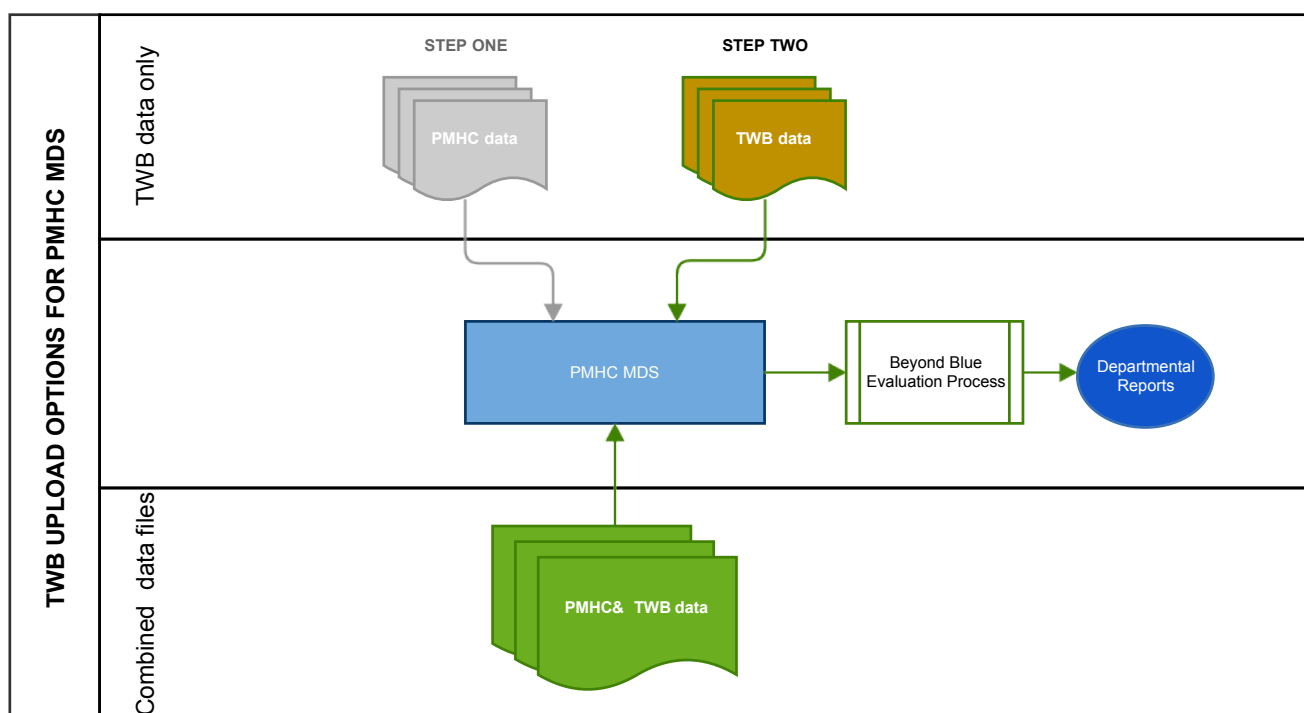 TWB UPLOAD OPTIONS FOR PMHC MDS
TWB data only
STEP ONE
STEP TWO
PMHC data
TWB data
PMHC MDS
Beyond Blue
Evaluation Process
Departmental
Reports
Combined data files
PMHC& TWB data